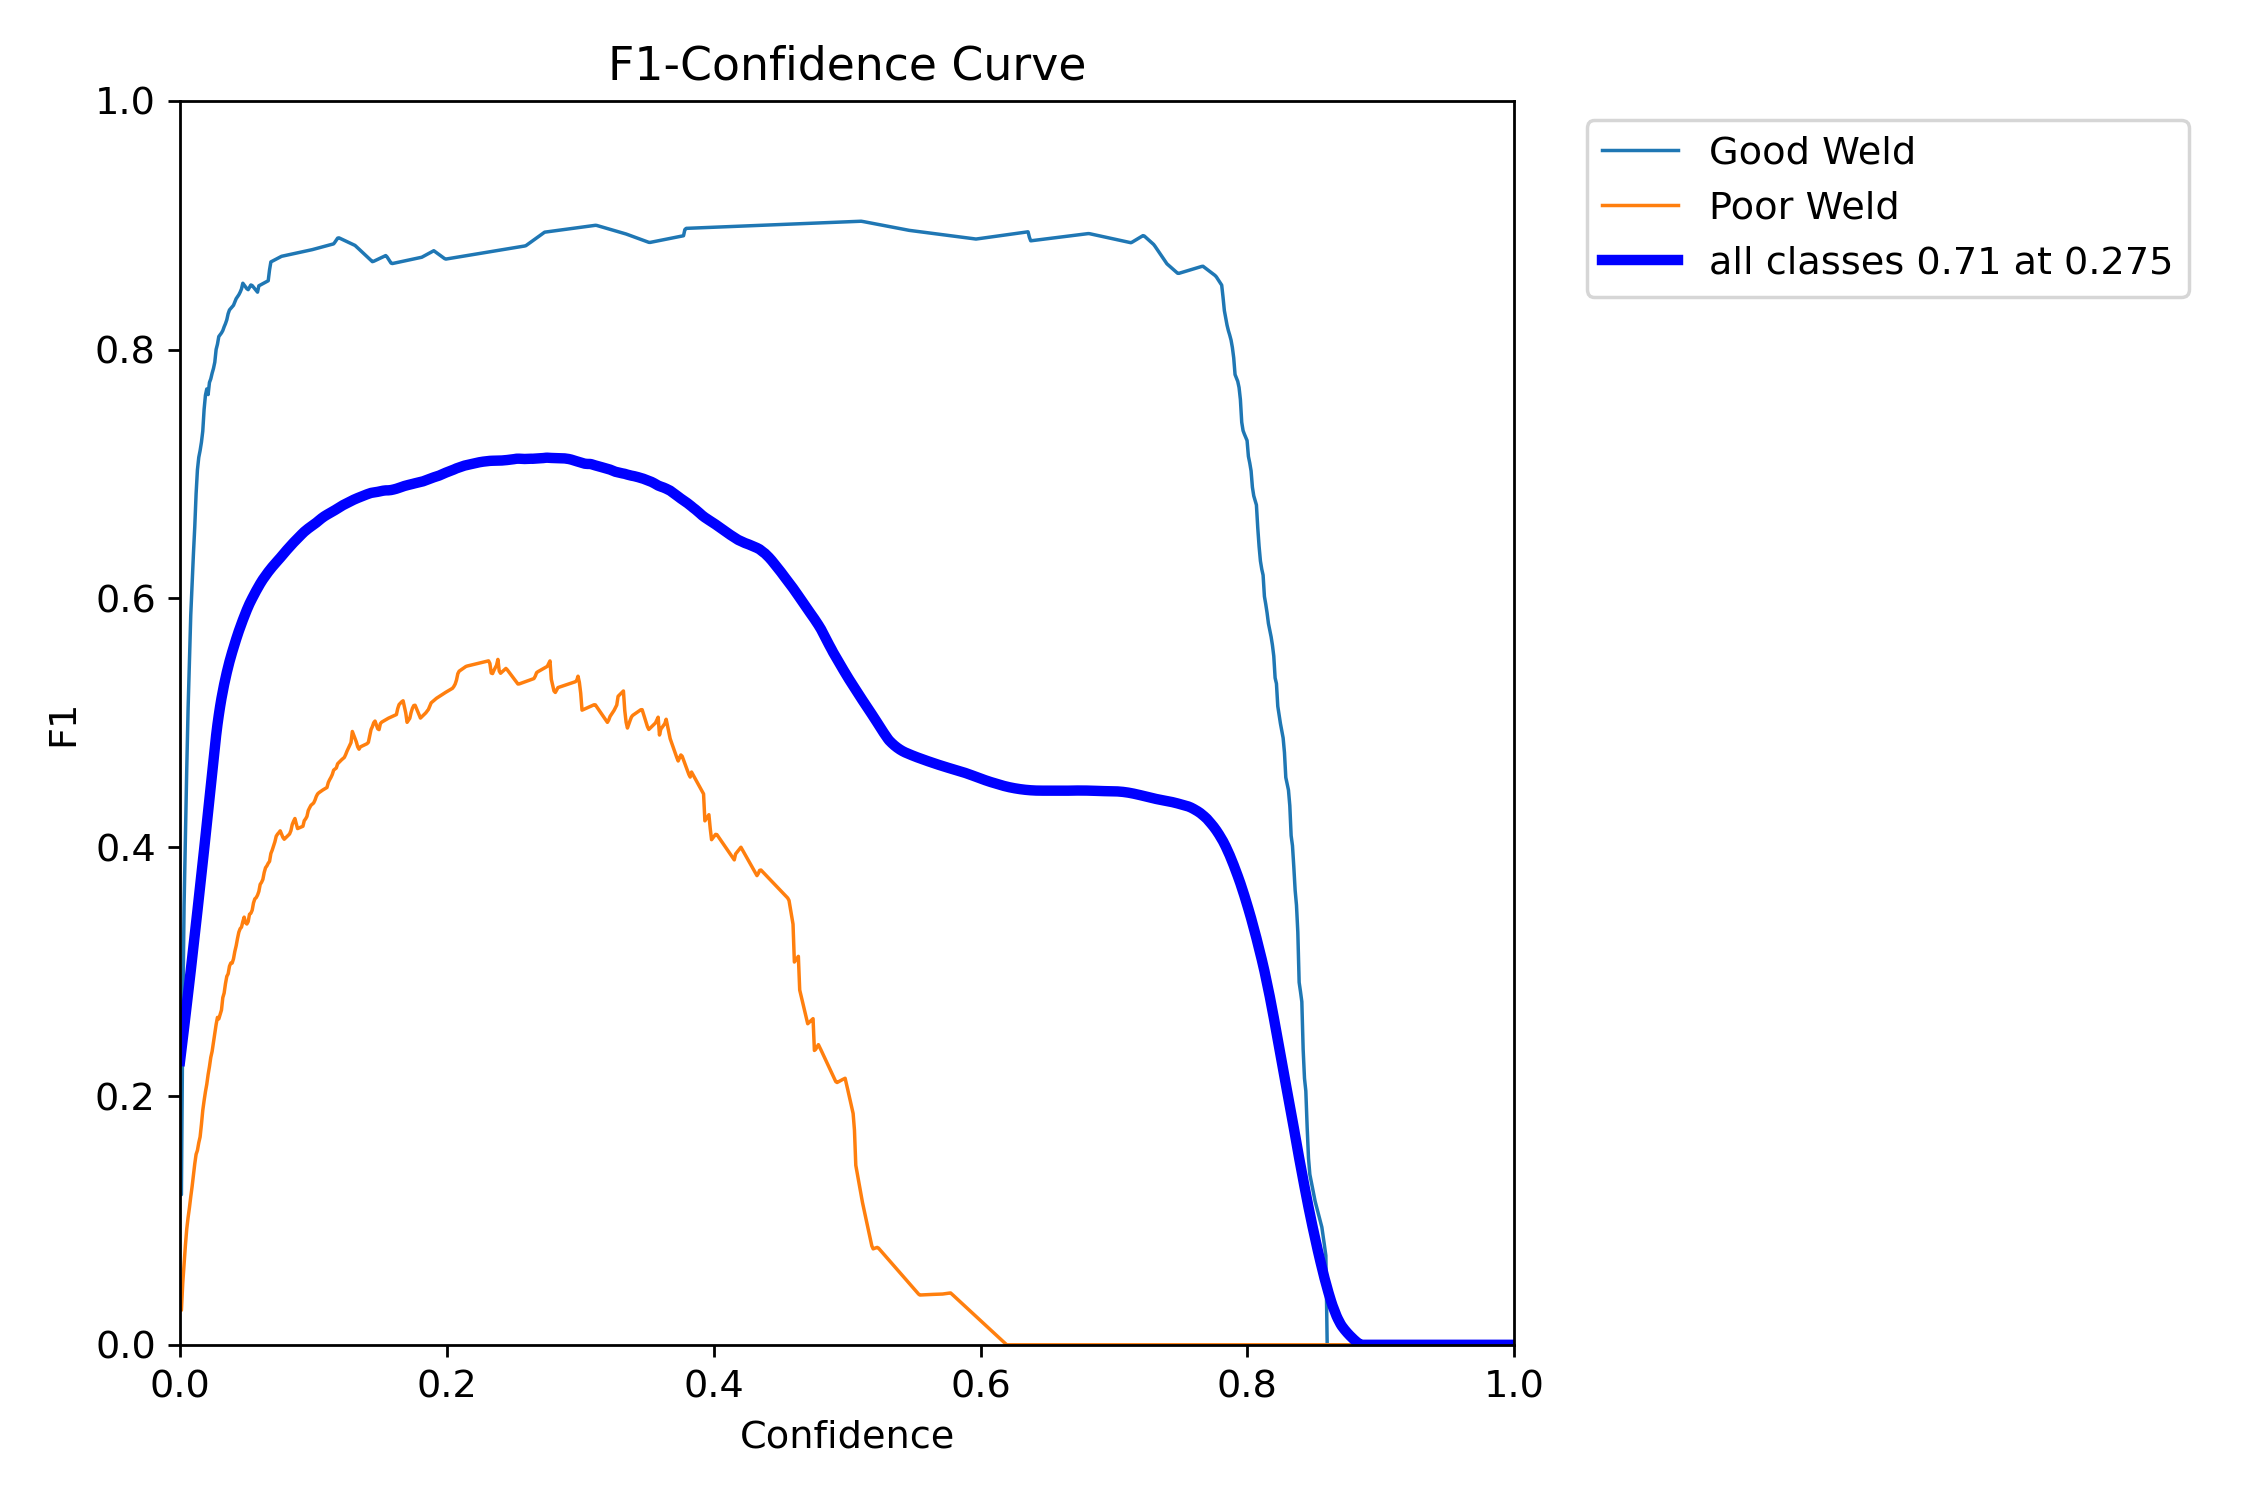 F1-Confidence Curve
1.0
0.8
0.6
0.4
0.2
0.0
F1
0.0 0.2 0.4 0.6 0.8 1.0
Confidence
Good Weld
Poor Weld
all classes 0.71 at 0.275